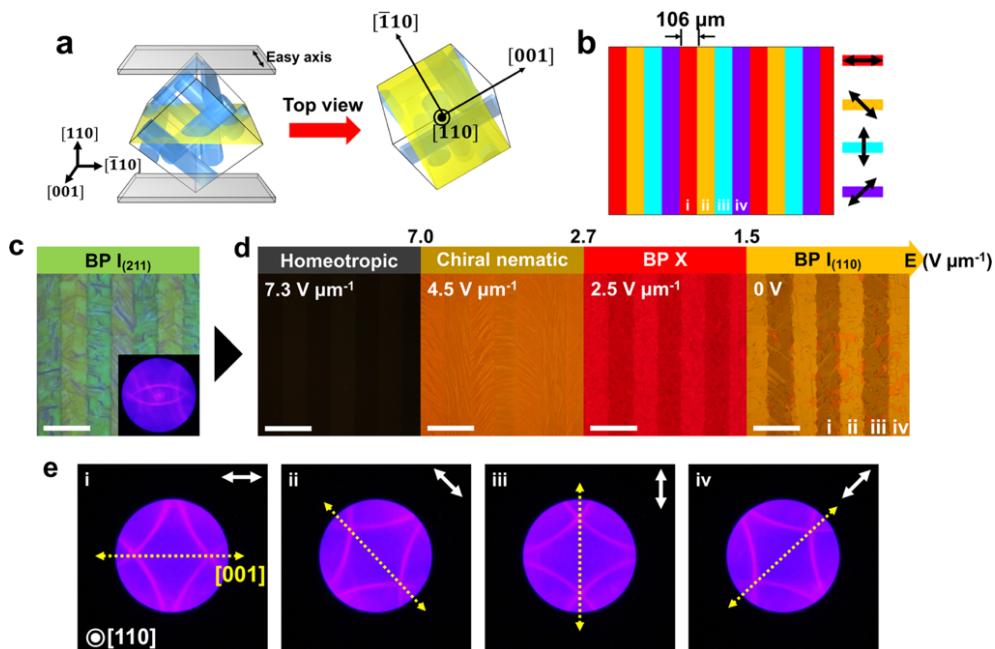 a
Easy axis
[110]
[1̅10]
[001]
Top view
[1̅10]
[001]
[110]
b
106 µm
i ii iii iv
c
BP I(211)
d
7.0
2.7
1.5
Homeotropic
Chiral nematic
BP X
BP I(110)
E (V µm⁻¹)
7.3 V µm⁻¹
4.5 V µm⁻¹
2.5 V µm⁻¹
0 V
i ii iii iv
e
i
ii
iii
iv
[001]
[110]